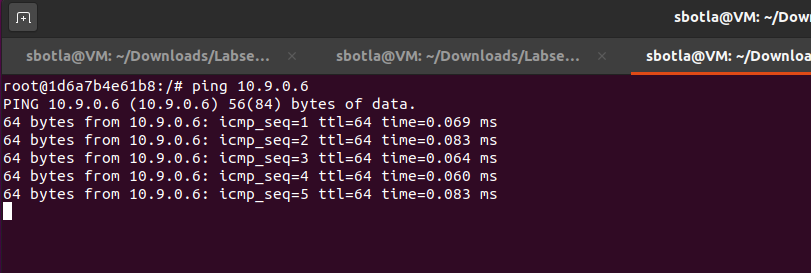 sbotla@VM: ~/Dow
sbotla@VM: ~/Downloads/Labse... × sbotla@VM: ~/Downloads/Labse... × sbotla@VM: ~/Downloa
root@1d6a7b4e61b8:/# ping 10.9.0.6
PING 10.9.0.6 (10.9.0.6) 56(84) bytes of data.
64 bytes from 10.9.0.6: icmp_seq=1 ttl=64 time=0.069 ms
64 bytes from 10.9.0.6: icmp_seq=2 ttl=64 time=0.083 ms
64 bytes from 10.9.0.6: icmp_seq=3 ttl=64 time=0.064 ms
64 bytes from 10.9.0.6: icmp_seq=4 ttl=64 time=0.060 ms
64 bytes from 10.9.0.6: icmp_seq=5 ttl=64 time=0.083 ms